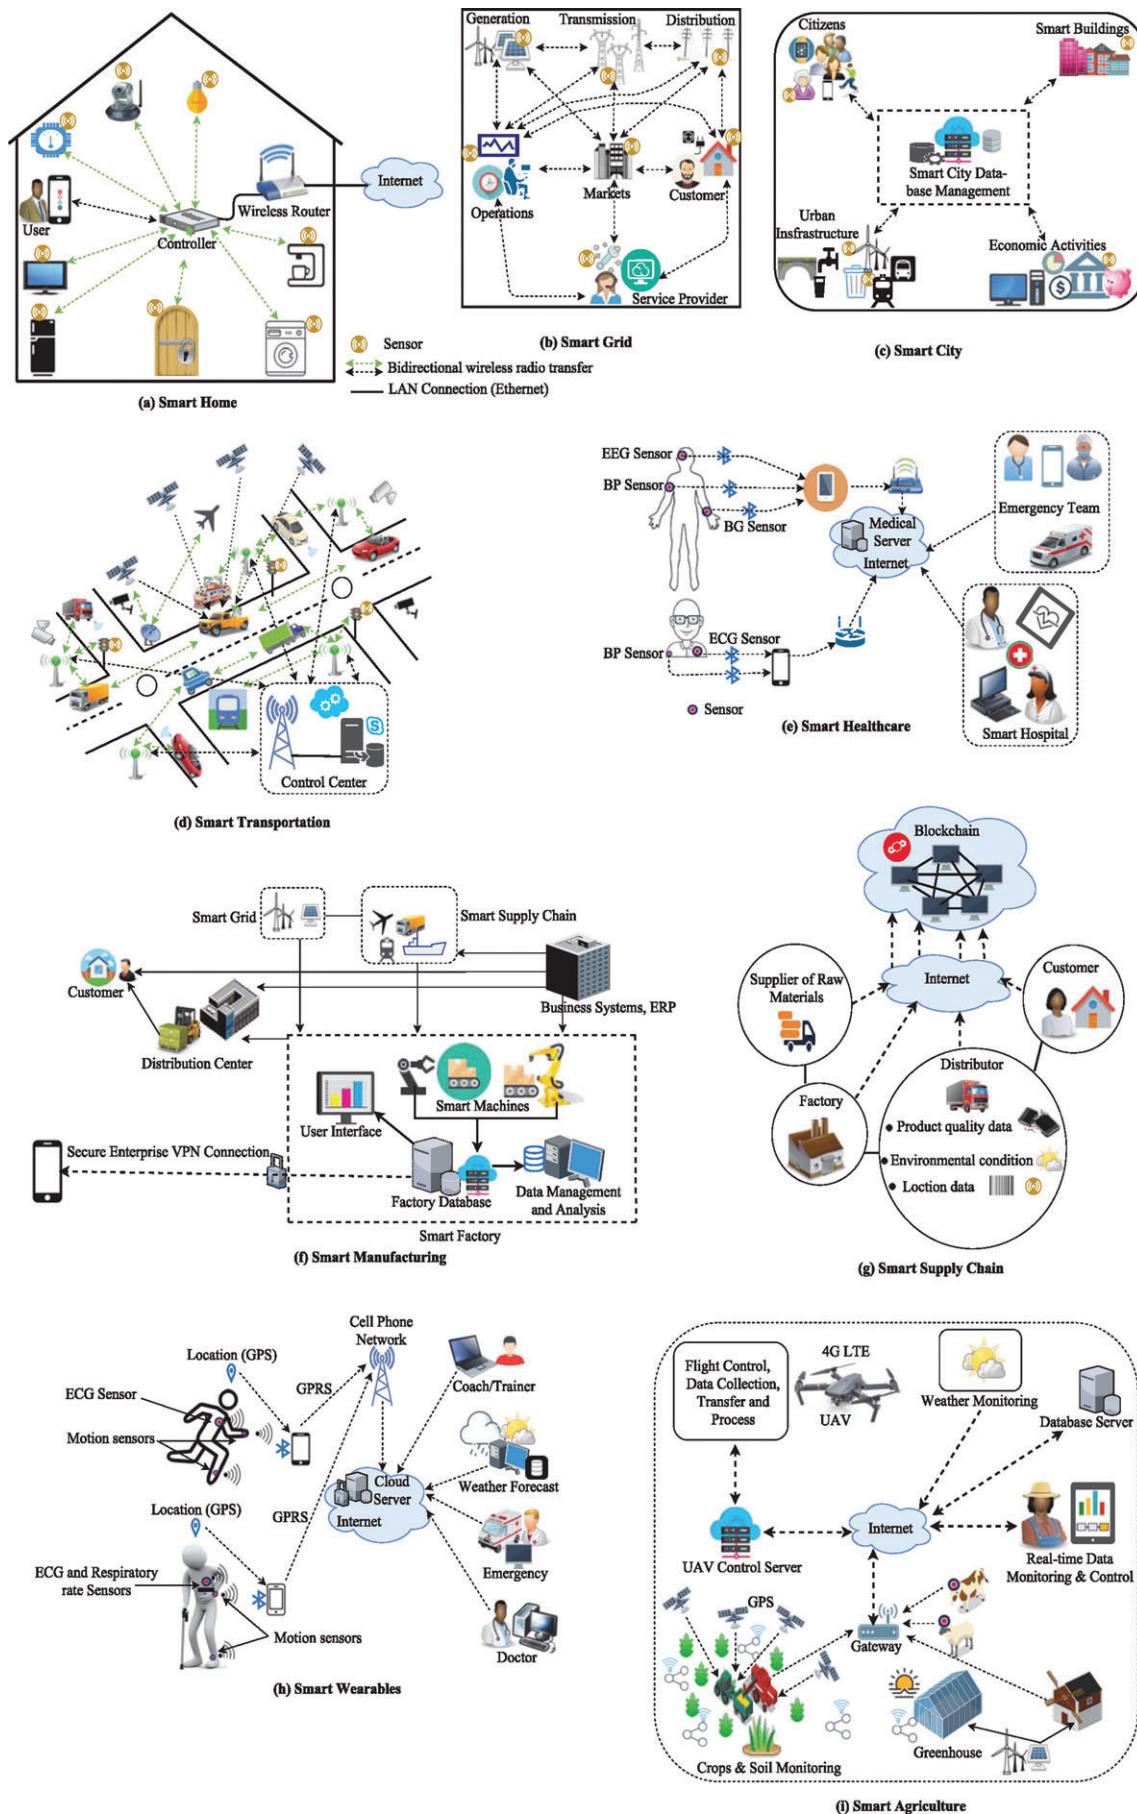 User
Controller
Wireless Router
Internet
Sensor
Bidirectional wireless radio transfer
LAN Connection (Ethernet)
(a) Smart Home
Generation
Transmission
Distribution
Operations
Markets
Customer
Service Provider
(b) Smart Grid
Citizens
Smart Buildings
Smart City Data-
base Management
Urban
Insfrastructure
Economic Activities
(c) Smart City
Control Center
(d) Smart Transportation
EEG Sensor
BP Sensor
BG Sensor
Medical
Server
Internet
Emergency Team
ECG Sensor
BP Sensor
Sensor
Smart Hospital
(e) Smart Healthcare
Smart Grid
Smart Supply Chain
Customer
Business Systems, ERP
Distribution Center
Smart Machines
User Interface
Secure Enterprise VPN Connection
Factory Database
Data Management
and Analysis
Smart Factory
(f) Smart Manufacturing
Blockchain
Internet
Supplier of Raw
Materials
Customer
Factory
Distributor
Product quality data
Environmental condition
Loction data
(g) Smart Supply Chain
Cell Phone
Network
Location (GPS)
GPRS
ECG Sensor
Motion sensors
Coach/Trainer
Cloud
Server
Internet
Weather Forecast
Location (GPS)
GPRS
ECG and Respiratory
rate Sensors
Motion sensors
Emergency
Doctor
(h) Smart Wearables
Flight Control,
Data Collection,
Transfer and
Process
4G LTE
UAV
Weather Monitoring
Database Server
Internet
UAV Control Server
Real-time Data
Monitoring & Control
GPS
Gateway
Greenhouse
Crops & Soil Monitoring
(i) Smart Agriculture